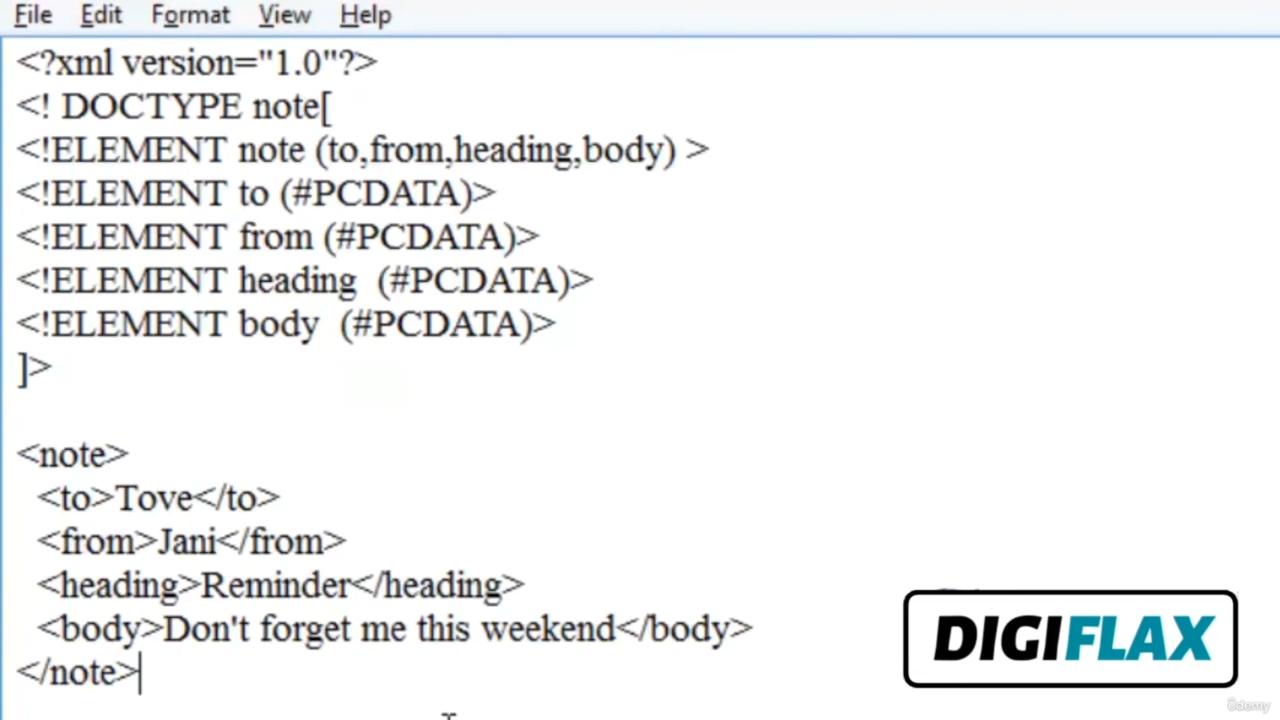 File Edit Format View Help
<?xml version="1.0"?>
<! DOCTYPE note[
<!ELEMENT note (to,from,heading,body) >
<!ELEMENT to (#PCDATA)>
<!ELEMENT from (#PCDATA)>
<!ELEMENT heading  (#PCDATA)>
<!ELEMENT body  (#PCDATA)>
]>

<note>
  <to>Tove</to>
  <from>Jani</from>
  <heading>Reminder</heading>
  <body>Don't forget me this weekend</body>
</note>
DIGIFLAX
ûdemy